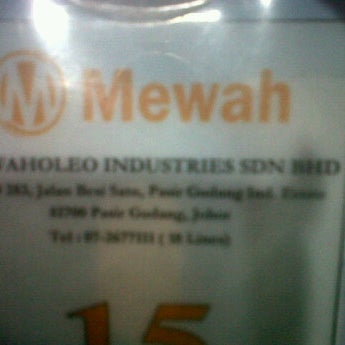 Mewah
WAHOLEO INDUSTRIES SDN BHD
Jalan Besi Satu, Pasir Gudang Ind. Estate
81700 Pasir Gudang, Johor
Tel : 07-2677111 ( 18 Lines)
15